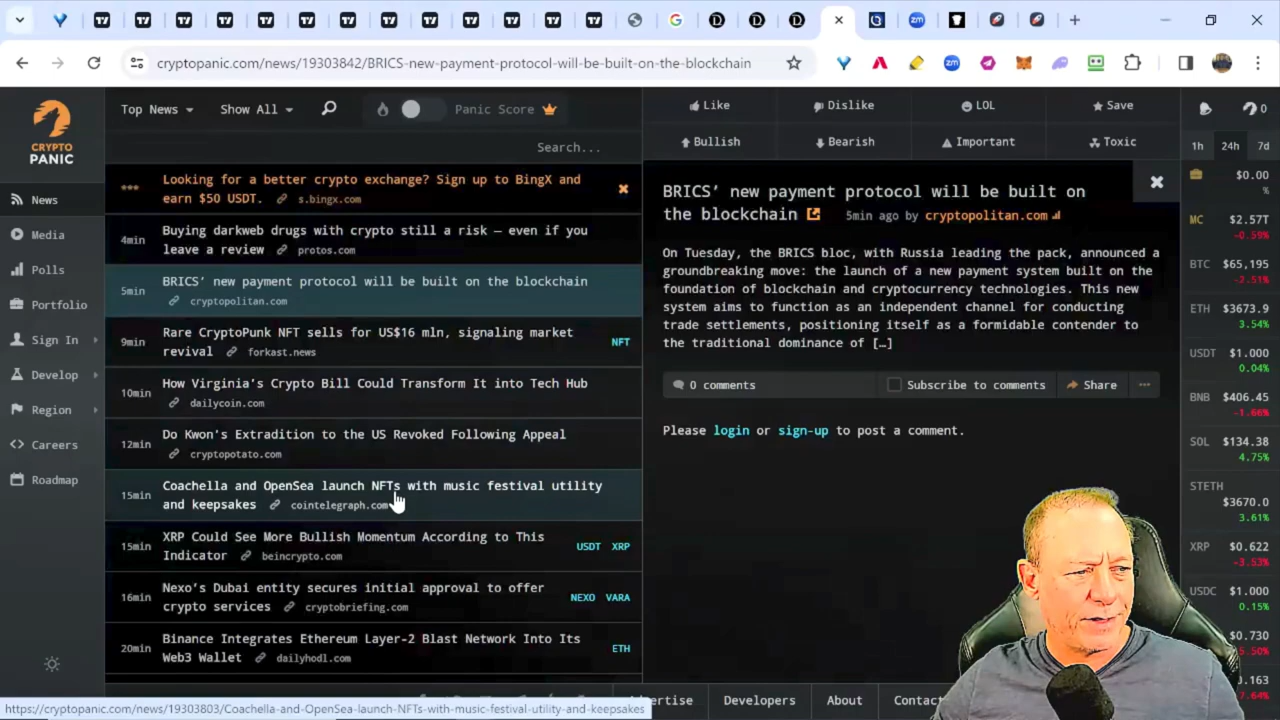 cryptopanic.com/news/19303842/BRICS-new-payment-protocol-will-be-built-on-the-blockchain
CRYPTO
PANIC
News
Media
Polls
Portfolio
Sign In
Develop
Region
Careers
Roadmap
Top News
Show All
Panic Score
Search...
Looking for a better crypto exchange? Sign up to BingX and
earn $50 USDT. s.bingx.com
4min
Buying darkweb drugs with crypto still a risk — even if you
leave a review protos.com
5min
BRICS’ new payment protocol will be built on the blockchain
cryptopolitan.com
9min
Rare CryptoPunk NFT sells for US$16 mln, signaling market
revival forkast.news
NFT
10min
How Virginia’s Crypto Bill Could Transform It into Tech Hub
dailycoin.com
12min
Do Kwon’s Extradition to the US Revoked Following Appeal
cryptopotato.com
15min
Coachella and OpenSea launch NFTs with music festival utility
and keepsakes cointelegraph.com
15min
XRP Could See More Bullish Momentum According to This
Indicator beincrypto.com
USDT XRP
16min
Nexo’s Dubai entity secures initial approval to offer
crypto services cryptobriefing.com
NEXO VARA
20min
Binance Integrates Ethereum Layer-2 Blast Network Into Its
Web3 Wallet dailyhodl.com
ETH
Like Dislike LOL Save
Bullish Bearish Important Toxic
BRICS’ new payment protocol will be built on
the blockchain 5min ago by cryptopolitan.com
On Tuesday, the BRICS bloc, with Russia leading the pack, announced a
groundbreaking move: the launch of a new payment system built on the
foundation of blockchain and cryptocurrency technologies. This new
system aims to function as an independent channel for conducting
trade settlements, positioning itself as a formidable contender to
the traditional dominance of […]
0 comments Subscribe to comments Share
Please login or sign-up to post a comment.
0
1h 24h 7d
$0.00
%
MC $2.57T
-0.59%
BTC $65,195
-2.51%
ETH $3673.9
3.54%
USDT $1.000
0.04%
BNB $406.45
-1.66%
SOL $134.38
4.75%
STETH
$3670.0
3.61%
XRP $0.622
-3.53%
USDC $1.000
0.15%
$0.730
5.50%
.163
7.64%
Developers
About
https://cryptopanic.com/news/19303803/Coachella-and-OpenSea-launch-NFTs-with-music-festival-utility-and-keepsakes